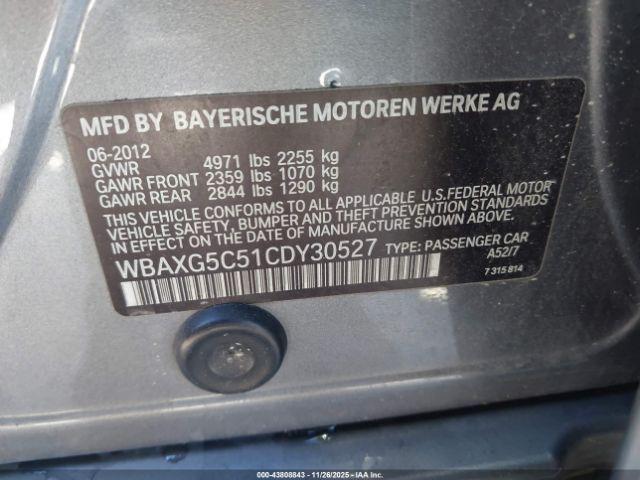 MFD BY BAYERISCHE MOTOREN WERKE AG
06-2012
GVWR 4971 lbs 2255 kg
GAWR FRONT 2359 lbs 1070 kg
GAWR REAR 2844 lbs 1290 kg
THIS VEHICLE CONFORMS TO ALL APPLICABLE U.S.FEDERAL MOTOR
VEHICLE SAFETY, BUMPER AND THEFT PREVENTION STANDARDS
IN EFFECT ON THE DATE OF MANUFACTURE SHOWN ABOVE.
WBAXG5C51CDY30527 TYPE: PASSENGER CAR
A52/7
7 315 814
000-43808843 | 11/26/2025 - IAAI.COM